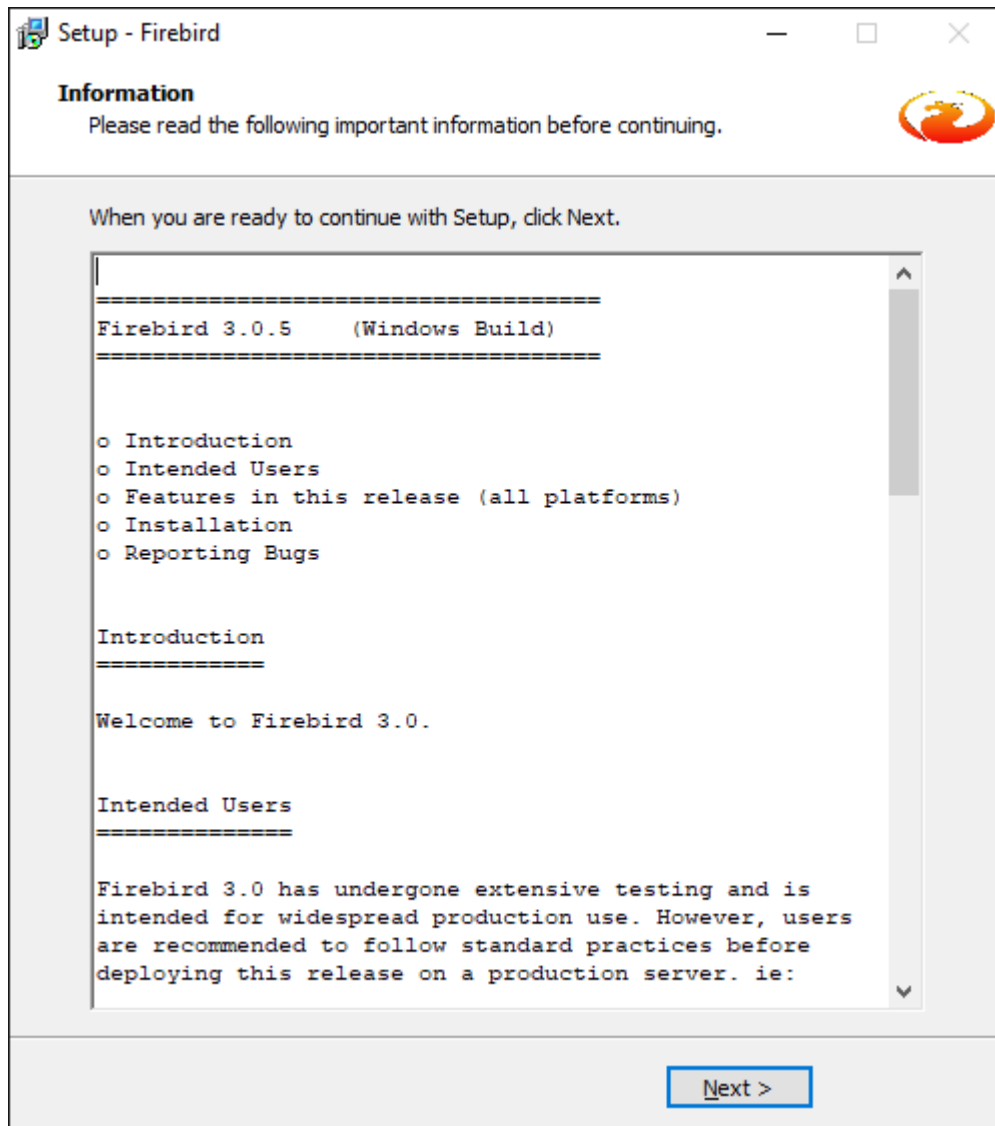 Setup - Firebird
Information
Please read the following important information before continuing.
When you are ready to continue with Setup, click Next.
====================================
Firebird 3.0.5    (Windows Build)
====================================
o Introduction
o Intended Users
o Features in this release (all platforms)
o Installation
o Reporting Bugs
Introduction
============
Welcome to Firebird 3.0.
Intended Users
==============
Firebird 3.0 has undergone extensive testing and is
intended for widespread production use. However, users
are recommended to follow standard practices before
deploying this release on a production server. ie:
Next >